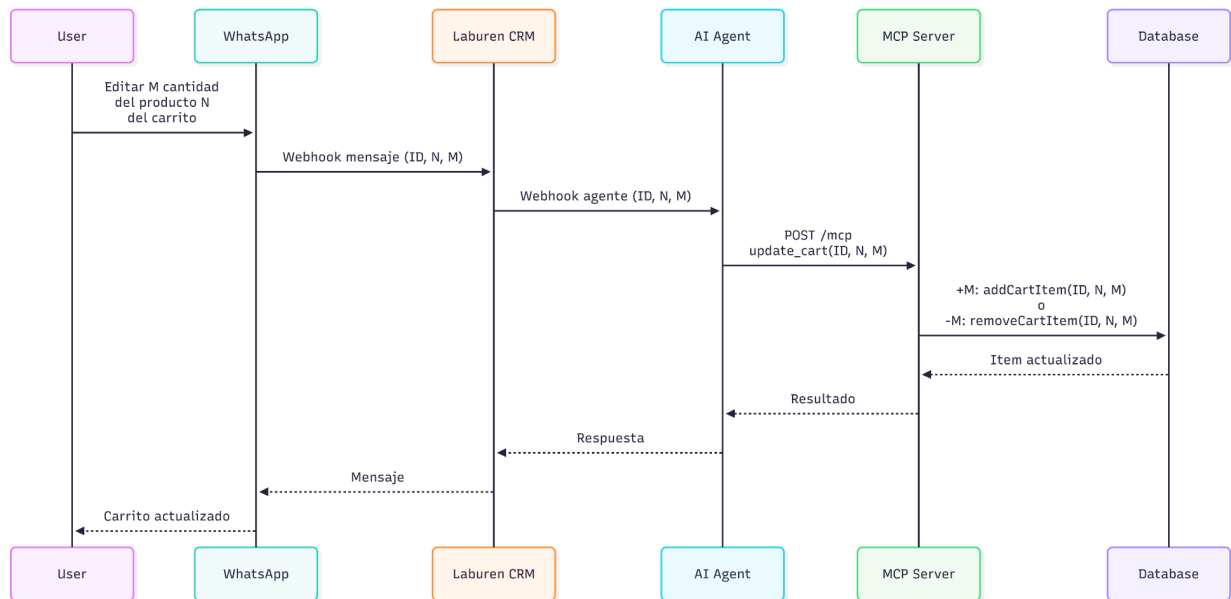 User
WhatsApp
Laburen CRM
AI Agent
MCP Server
Database
Editar M cantidad
del producto N
del carrito
Webhook mensaje (ID, N, M)
Webhook agente (ID, N, M)
POST /mcp
update_cart(ID, N, M)
+M: addCartItem(ID, N, M)
o
-M: removeCartItem(ID, N, M)
Item actualizado
Resultado
Respuesta
Mensaje
Carrito actualizado
User
WhatsApp
Laburen CRM
AI Agent
MCP Server
Database